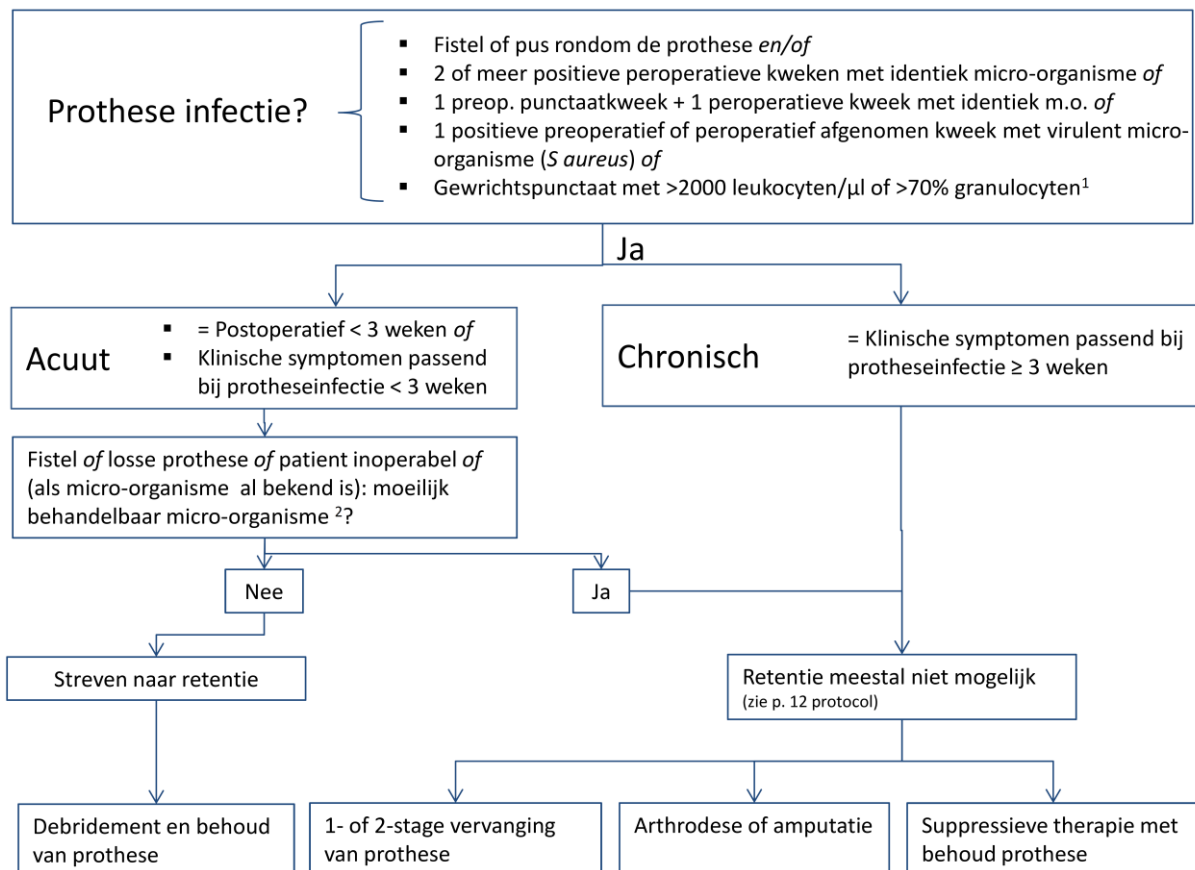 Prothese infectie?
▪ Fistel of pus rondom de prothese en/of
▪ 2 of meer positieve peroperatieve kweken met identiek micro-organisme of
▪ 1 preop. punctaatkweek + 1 peroperatieve kweek met identiek m.o. of
▪ 1 positieve preoperatief of peroperatief afgenomen kweek met virulent micro-
organisme (S aureus) of
▪ Gewrichtspunctaat met >2000 leukocyten/µl of >70% granulocyten1
Ja
Acuut
▪ = Postoperatief < 3 weken of
▪ Klinische symptomen passend
bij protheseinfectie < 3 weken
Chronisch
= Klinische symptomen passend bij
protheseinfectie ≥ 3 weken
Fistel of losse prothese of patient inoperabel of
(als micro-organisme al bekend is): moeilijk
behandelbaar micro-organisme 2?
Nee
Ja
Streven naar retentie
Retentie meestal niet mogelijk
(zie p. 12 protocol)
Debridement en behoud
van prothese
1- of 2-stage vervanging
van prothese
Arthrodese of amputatie
Suppressieve therapie met
behoud prothese